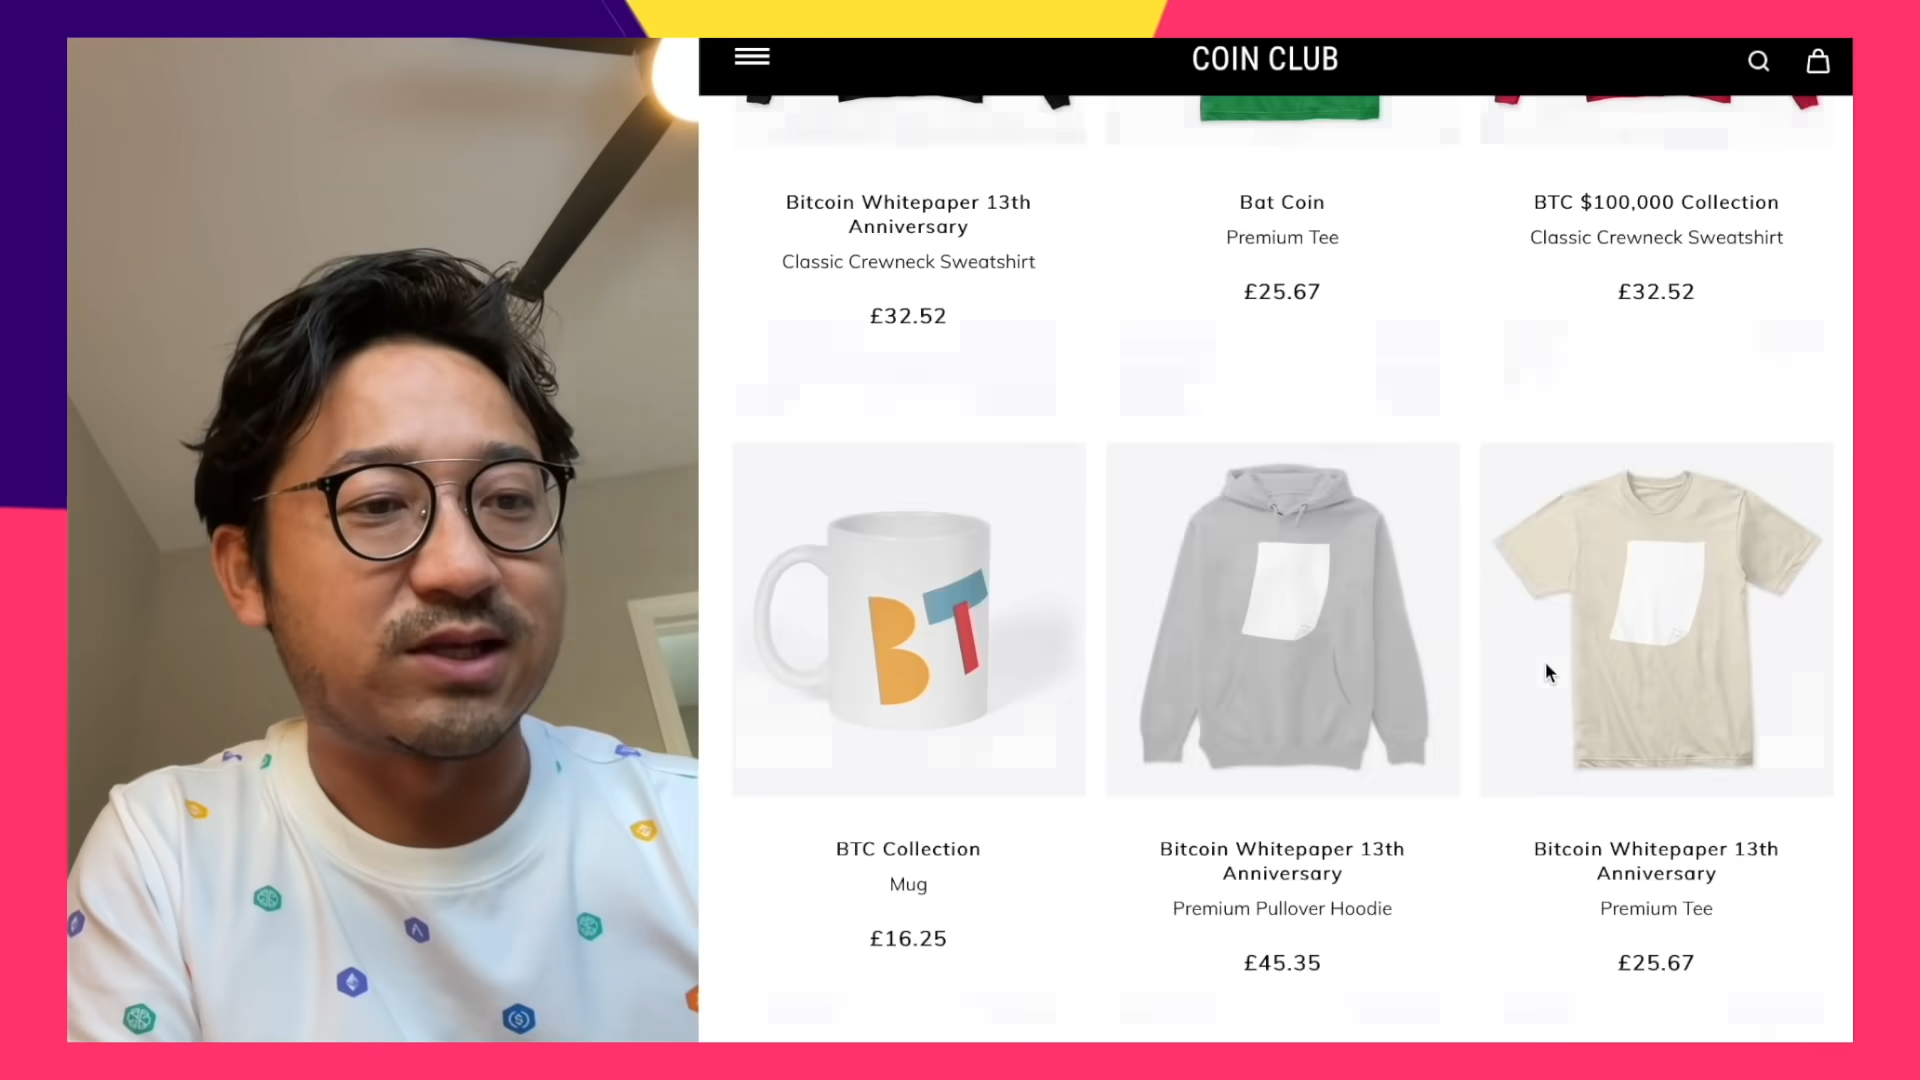 COIN CLUB
Bitcoin Whitepaper 13th
Anniversary
Classic Crewneck Sweatshirt
£32.52
Bat Coin
Premium Tee
£25.67
BTC $100,000 Collection
Classic Crewneck Sweatshirt
£32.52
BT
BTC Collection
Mug
£16.25
Bitcoin Whitepaper 13th
Anniversary
Premium Pullover Hoodie
£45.35
Bitcoin Whitepaper 13th
Anniversary
Premium Tee
£25.67